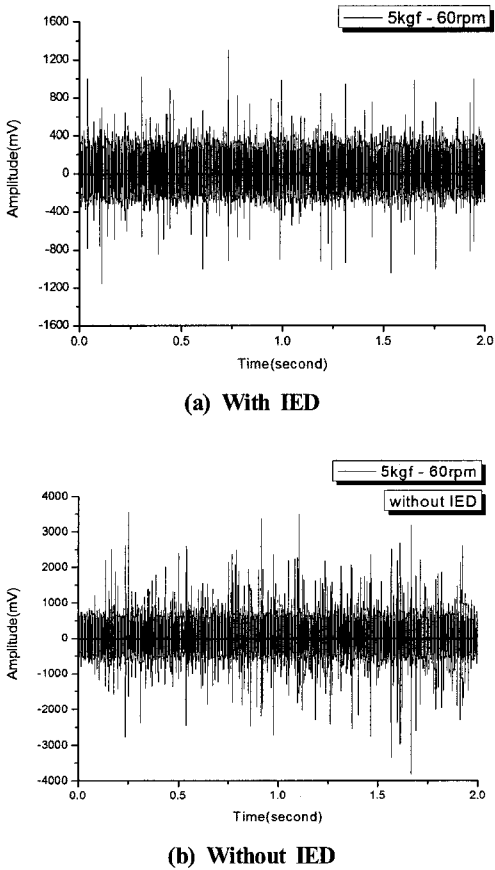 5kgf - 60rpm
1600
1200
800
400
0
-400
-800
-1200
-1600
Amplitude(mV)
0.0 0.5 1.0 1.5 2.0
Time(second)
(a) With IED
5kgf - 60rpm
without IED
4000
3000
2000
1000
0
-1000
-2000
-3000
-4000
Amplitude(mV)
0.0 0.5 1.0 1.5 2.0
Time(second)
(b) Without IED